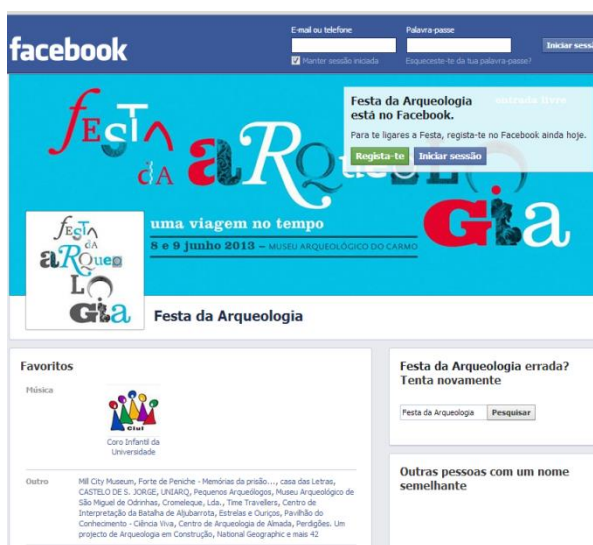 facebook
E-mail ou telefone
Palavra-passe
Iniciar
Manter sessão iniciada
Esqueceste-te da tua palavra-passe?
Festa
da
aRQueoLOGia
uma viagem no tempo
8 e 9 junho 2013 – MUSEU ARQUEOLÓGICO DO CARMO
Festa da Arqueologia
está no Facebook.
entrada livre
Para te ligares a Festa, regista-te no Facebook ainda hoje.
Regista-te
Iniciar sessão
FESTA
DA
aRQueo
LO
Gia
Festa da Arqueologia
Favoritos
Música
CIUL
Coro Infantil da
Universidade
Outro
Mill City Museum, Forte de Peniche - Memórias da prisão..., casa das Letras,
CASTELO DE S. JORGE, UNIARQ, Pequenos Arqueólogos, Museu Arqueológico de
São Miguel de Odrinhas, Cromeleque, Lda., Time Travellers, Centro de
Interpretação da Batalha de Aljubarrota, Estrelas e Ouriços, Pavilhão do
Conhecimento - Ciência Viva, Centro de Arqueologia de Almada, Perdigões. Um
projecto de Arqueologia em Construção, National Geographic e mais 42
Festa da Arqueologia errada?
Tenta novamente
Festa da Arqueologia
Pesquisar
Outras pessoas com um nome
semelhante